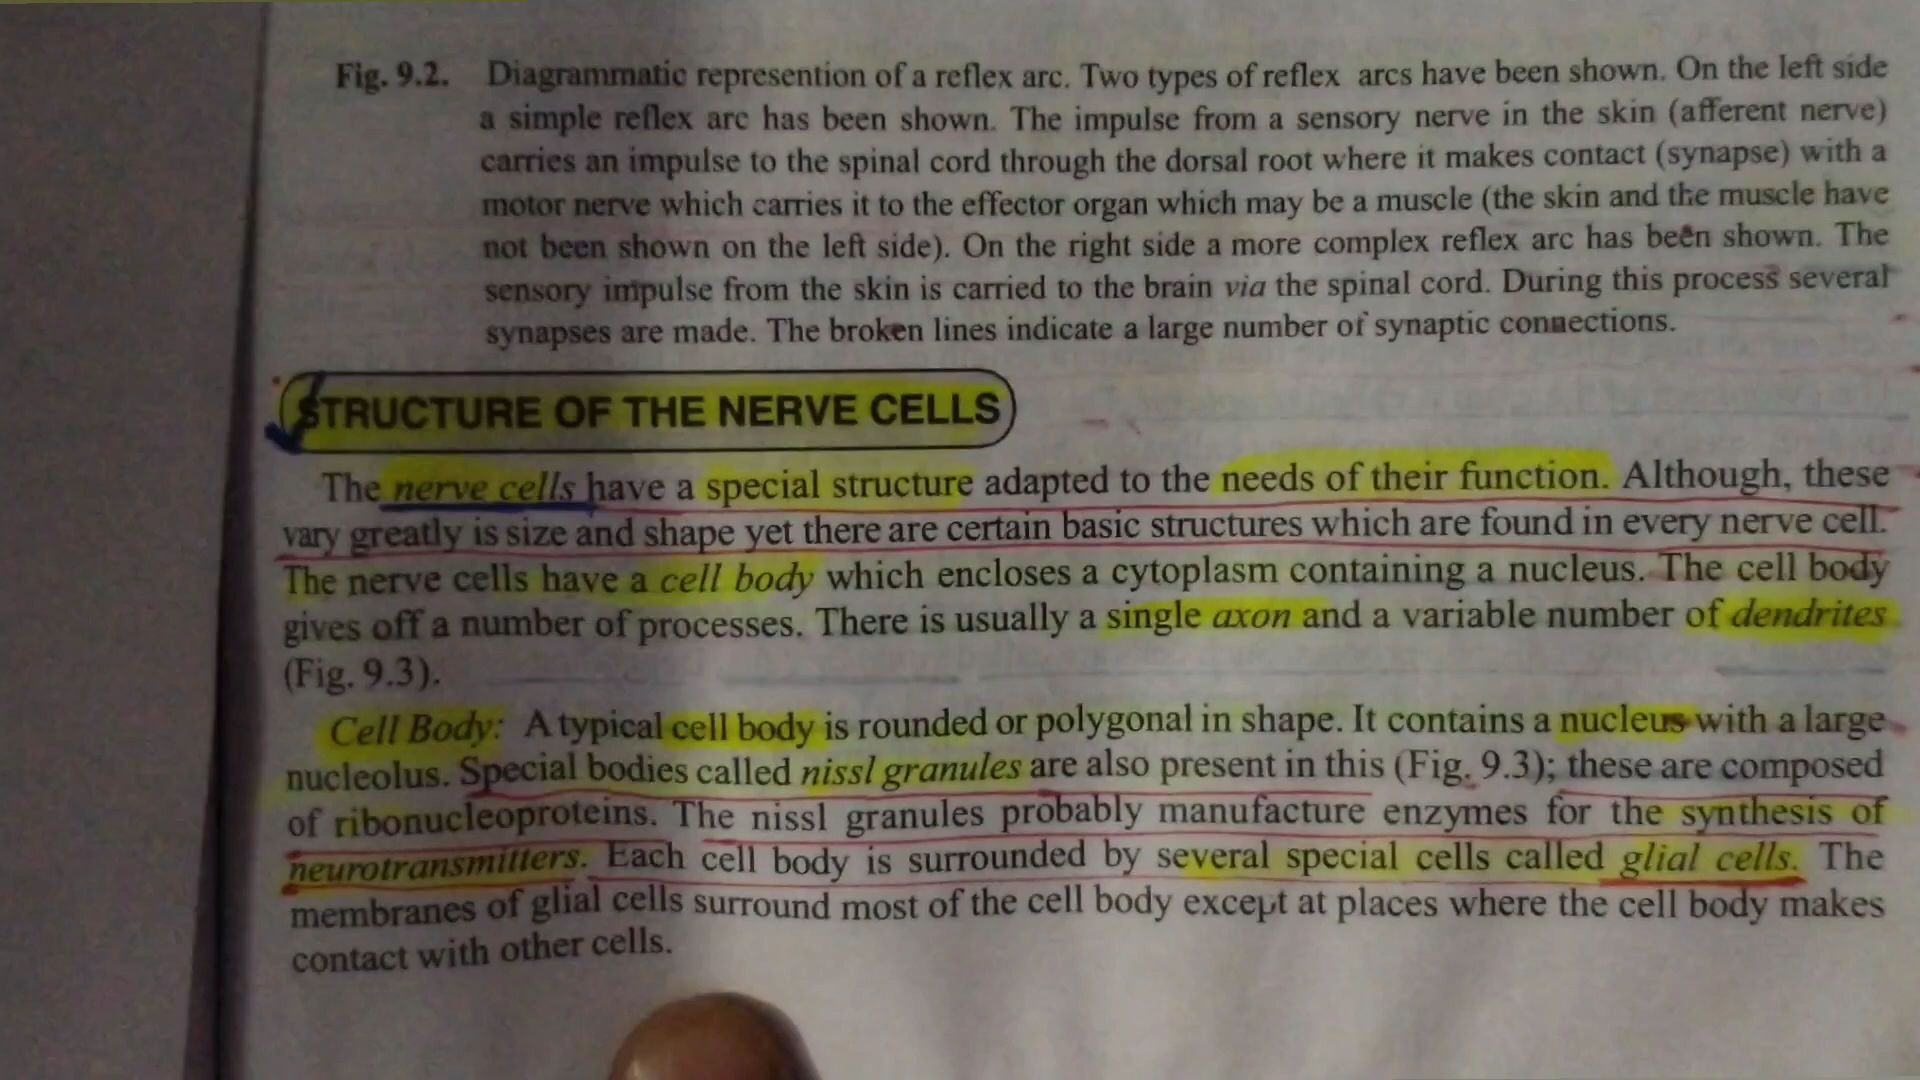 Fig. 9.2. Diagrammatic represention of a reflex arc. Two types of reflex arcs have been shown. On the left side
a simple reflex arc has been shown. The impulse from a sensory nerve in the skin (afferent nerve)
carries an impulse to the spinal cord through the dorsal root where it makes contact (synapse) with a
motor nerve which carries it to the effector organ which may be a muscle (the skin and the muscle have
not been shown on the left side). On the right side a more complex reflex arc has been shown. The
sensory impulse from the skin is carried to the brain via the spinal cord. During this process several
synapses are made. The broken lines indicate a large number of synaptic connections.
STRUCTURE OF THE NERVE CELLS
The nerve cells have a special structure adapted to the needs of their function. Although, these
vary greatly is size and shape yet there are certain basic structures which are found in every nerve cell.
The nerve cells have a cell body which encloses a cytoplasm containing a nucleus. The cell body
gives off a number of processes. There is usually a single axon and a variable number of dendrites
(Fig. 9.3).
Cell Body: A typical cell body is rounded or polygonal in shape. It contains a nucleus with a large
nucleolus. Special bodies called nissl granules are also present in this (Fig. 9.3); these are composed
of ribonucleoproteins. The nissl granules probably manufacture enzymes for the synthesis of
neurotransmitters. Each cell body is surrounded by several special cells called glial cells. The
membranes of glial cells surround most of the cell body except at places where the cell body makes
contact with other cells.